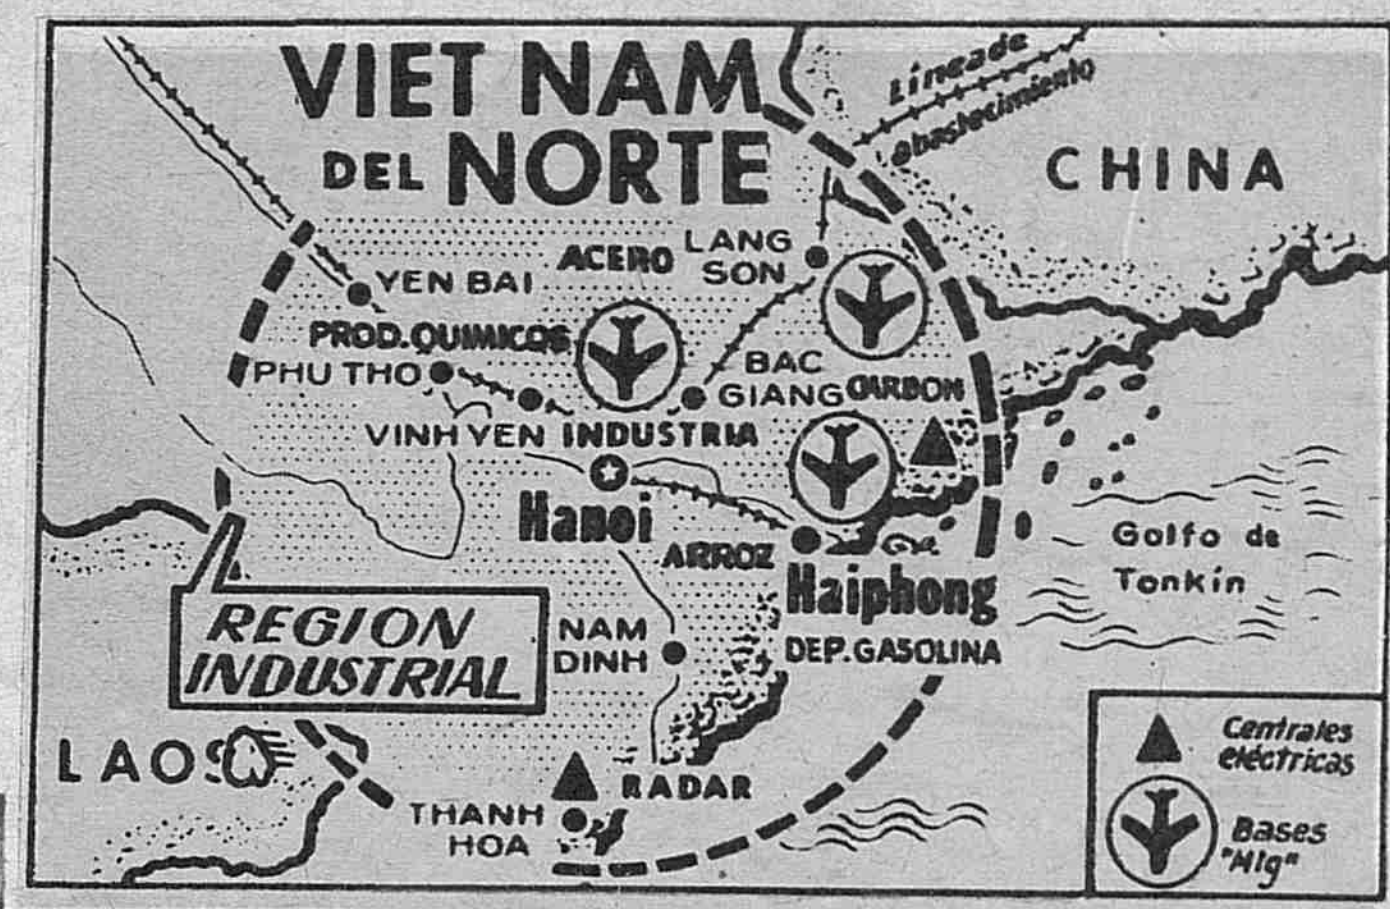 VIET NAM
DEL NORTE
Línea de
abastecimiento
CHINA
LANG
SON
ACERO
YEN BAI
PROD. QUIMICOS
PHU THO
BAC
GIANG
CARBON
VINH YEN
INDUSTRIA
Hanoi
ARROZ
Haiphong
DEP. GASOLINA
Golfo de
Tonkín
REGION
INDUSTRIAL
NAM
DINH
LAOS
RADAR
THANH
HOA
Centrales
eléctricas
Bases
"Mig"